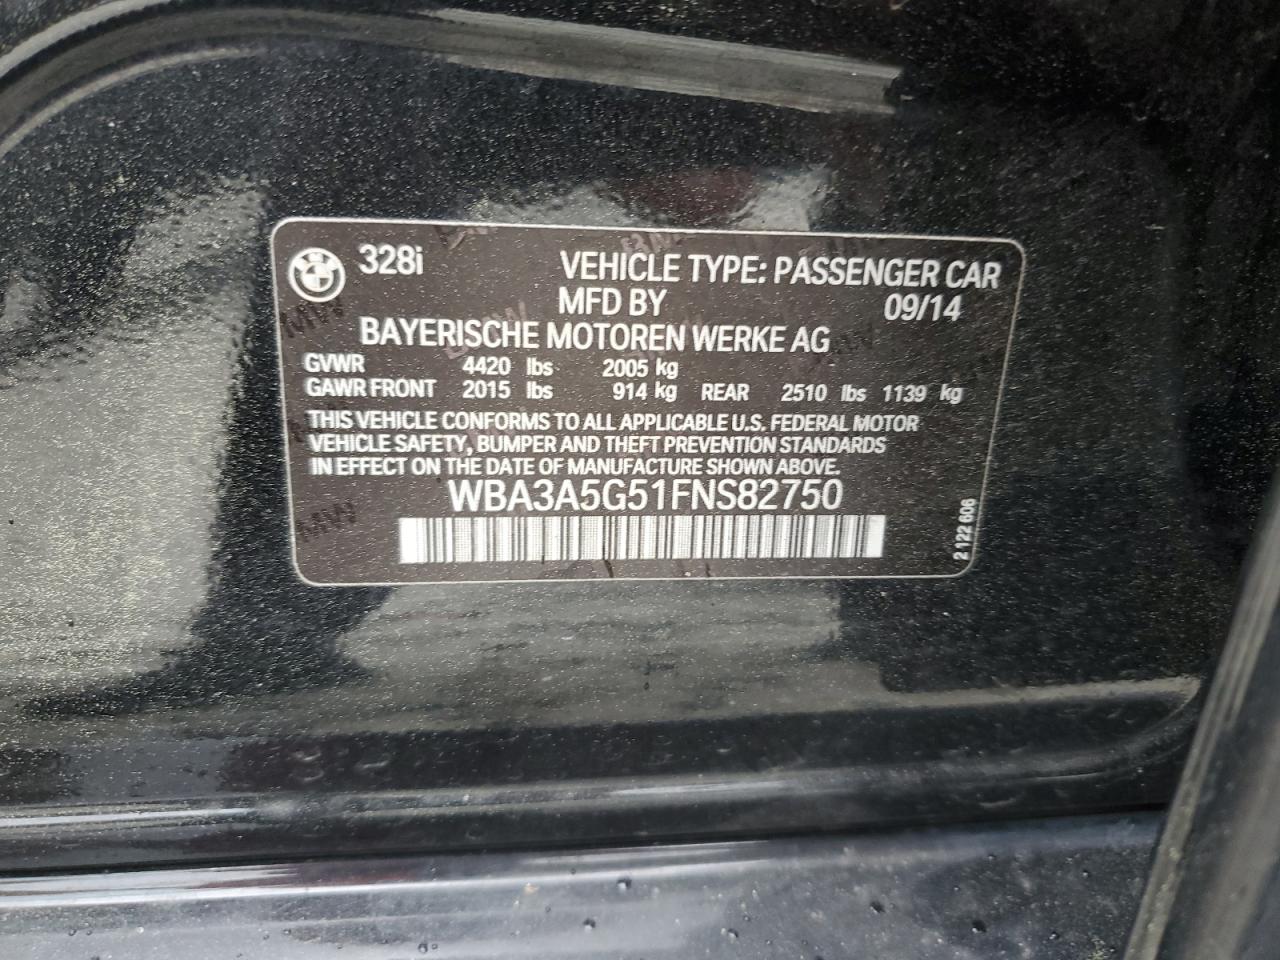 328i VEHICLE TYPE: PASSENGER CAR
MFD BY 09/14
BAYERISCHE MOTOREN WERKE AG
GVWR 4420 lbs 2005 kg
GAWR FRONT 2015 lbs 914 kg REAR 2510 lbs 1139 kg
THIS VEHICLE CONFORMS TO ALL APPLICABLE U.S. FEDERAL MOTOR
VEHICLE SAFETY, BUMPER AND THEFT PREVENTION STANDARDS
IN EFFECT ON THE DATE OF MANUFACTURE SHOWN ABOVE.
WBA3A5G51FNS82750
2 122 606